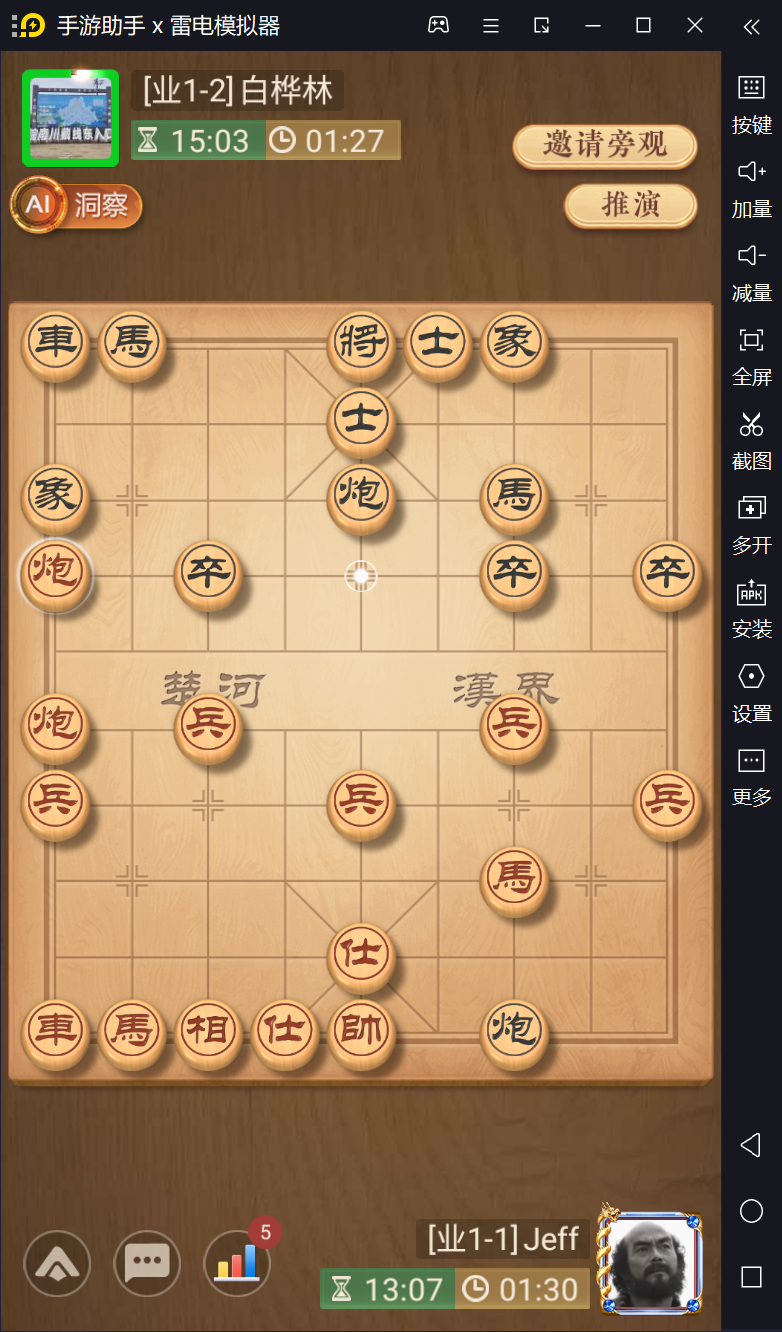 手游助手 x 雷电模拟器
[业1-2] 白桦林
15:03 01:27
邀请旁观
AI 洞察
推演
按键
加量
减量
全屏
截图
多开
APK
安装
设置
更多
車 馬 將 士 象
士
象 炮 馬
炮 卒 卒 卒
楚河 漢界
炮 兵 兵
兵 兵 兵
馬
仕
車 馬 相 仕 帥 炮
5
[业1-1] Jeff
13:07 01:30